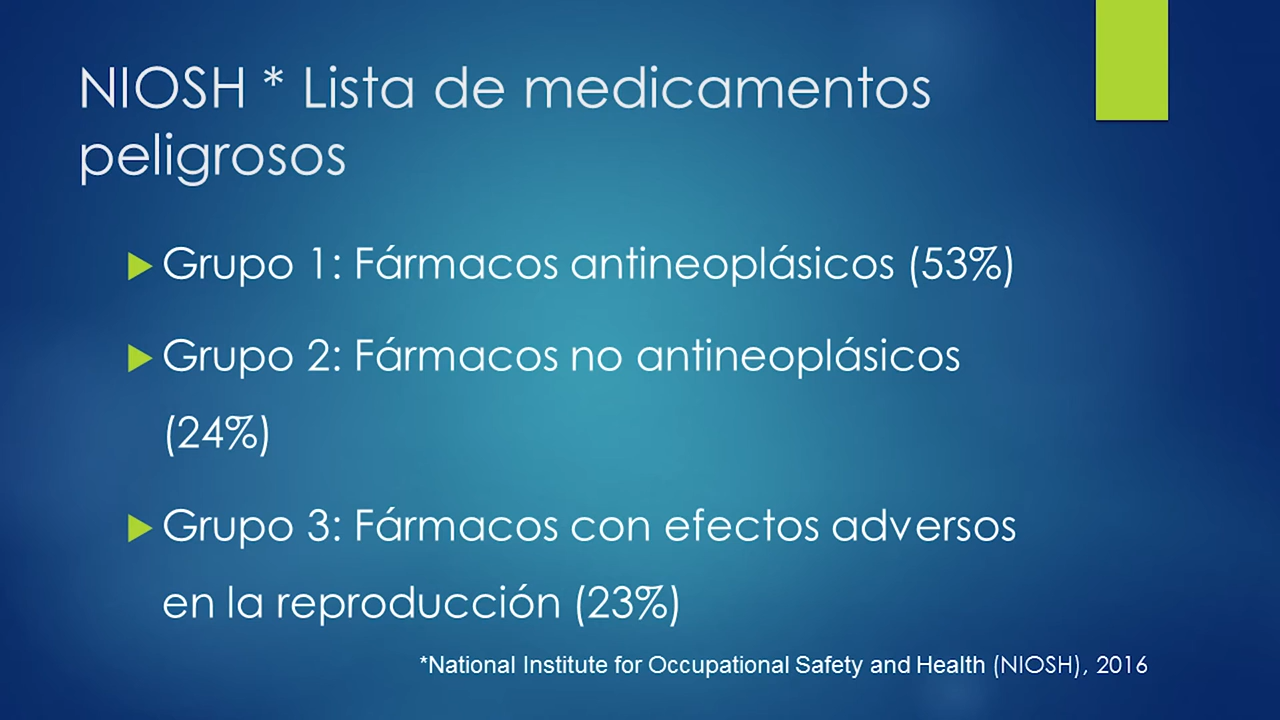 NIOSH * Lista de medicamentos
peligrosos
Grupo 1: Fármacos antineoplásicos (53%)
Grupo 2: Fármacos no antineoplásicos
(24%)
Grupo 3: Fármacos con efectos adversos
en la reproducción (23%)
*National Institute for Occupational Safety and Health (NIOSH), 2016